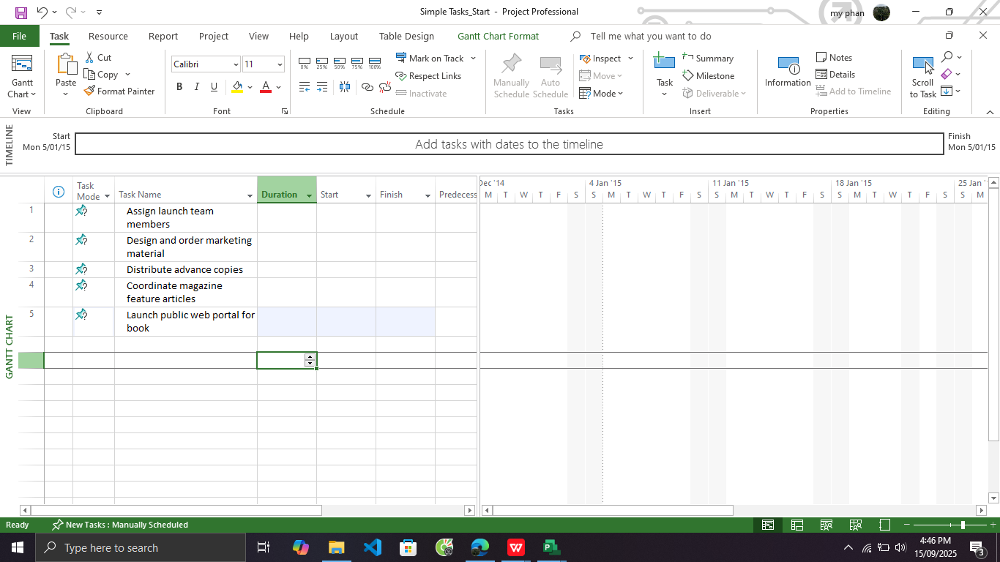 Simple Tasks_Start - Project Professional
my phan
File Task Resource Report Project View Help Layout Table Design Gantt Chart Format Tell me what you want to do
Gantt
Chart
View
Paste
Cut
Copy
Format Painter
Clipboard
Calibri 11
B I U A
Font
0% 25% 50% 75% 100%
Mark on Track
Respect Links
Inactivate
Schedule
Manually
Schedule
Auto
Schedule
Inspect
Move
Mode
Tasks
Task
Summary
Milestone
Deliverable
Insert
Information
Notes
Details
Add to Timeline
Properties
Scroll
to Task
Editing
TIMELINE
Start
Mon 5/01/15
Add tasks with dates to the timeline
Finish
Mon 5/01/15
GANTT CHART
Task
Mode
Task Name Duration Start Finish Predecess
Dec '14 4 Jan '15 11 Jan '15 18 Jan '15 25 Jan '
M T W T F S S M T W T F S S M T W T F S S M T W T F S S M
1 Assign launch team
members
2 Design and order marketing
material
3 Distribute advance copies
4 Coordinate magazine
feature articles
5 Launch public web portal for
book
Ready New Tasks : Manually Scheduled
Type here to search
4:46 PM
15/09/2025
3